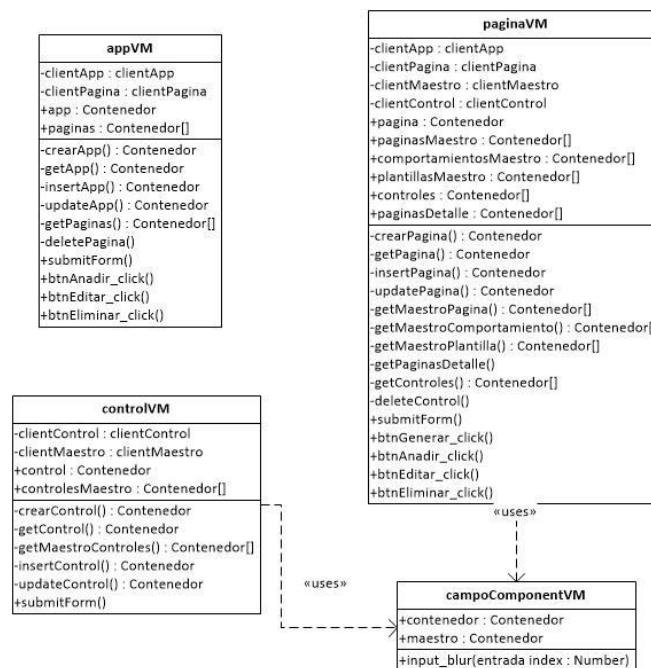 appVM
-clientApp : clientApp
-clientPagina : clientPagina
+app : Contenedor
+paginas : Contenedor[]
-crearApp() : Contenedor
-getApp() : Contenedor
-insertApp() : Contenedor
-updateApp() : Contenedor
-getPaginas() : Contenedor[]
-deletePagina()
+submitForm()
+btnAnadir_click()
+btnEditar_click()
+btnEliminar_click()
paginaVM
-clientApp : clientApp
-clientPagina : clientPagina
-clientMaestro : clientMaestro
-clientControl : clientControl
+pagina : Contenedor
+paginasMaestro : Contenedor[]
+comportamientosMaestro : Contenedor[]
+plantillasMaestro : Contenedor[]
+controles : Contenedor[]
+paginasDetalle : Contenedor[]
-crearPagina() : Contenedor
-getPagina() : Contenedor
-insertPagina() : Contenedor
-updatePagina() : Contenedor
-getMaestroPagina() : Contenedor[]
-getMaestroComportamiento() : Contenedor[
-getMaestroPlantilla() : Contenedor[]
-getPaginasDetalle()
-getControles() : Contenedor[]
-deleteControl()
+submitForm()
+btnGenerar_click()
+btnAnadir_click()
+btnEditar_click()
+btnEliminar_click()
controlVM
-clientControl : clientControl
-clientMaestro : clientMaestro
+control : Contenedor
+controlesMaestro : Contenedor[]
-crearControl() : Contenedor
-getControl() : Contenedor
-getMaestroControles() : Contenedor[]
-insertControl() : Contenedor
-updateControl() : Contenedor
+submitForm()
«uses»
«uses»
campoComponentVM
+contenedor : Contenedor
+maestro : Contenedor
+input_blur(entrada index : Number)